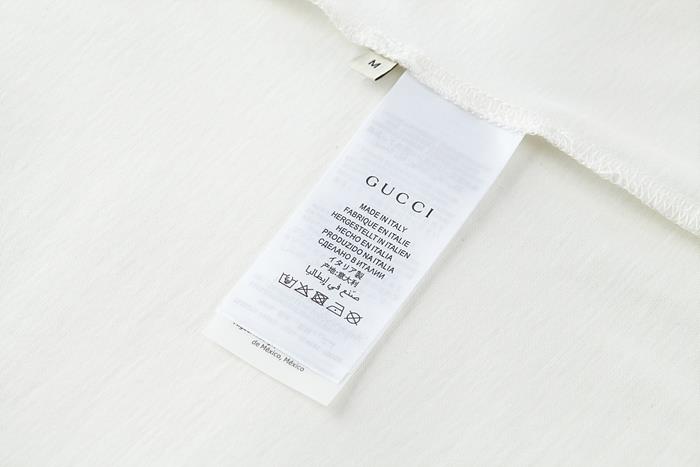 M
GUCCI
MADE IN ITALY
FABRIQUE EN ITALIE
HERGESTELLT IN ITALIEN
HECHO EN ITALIA
PRODUZIDO NA ITALIA
СДЕЛАНО В ИТАЛИИ
イタリア製
产地:意大利
صنع في إيطاليا
de México, México